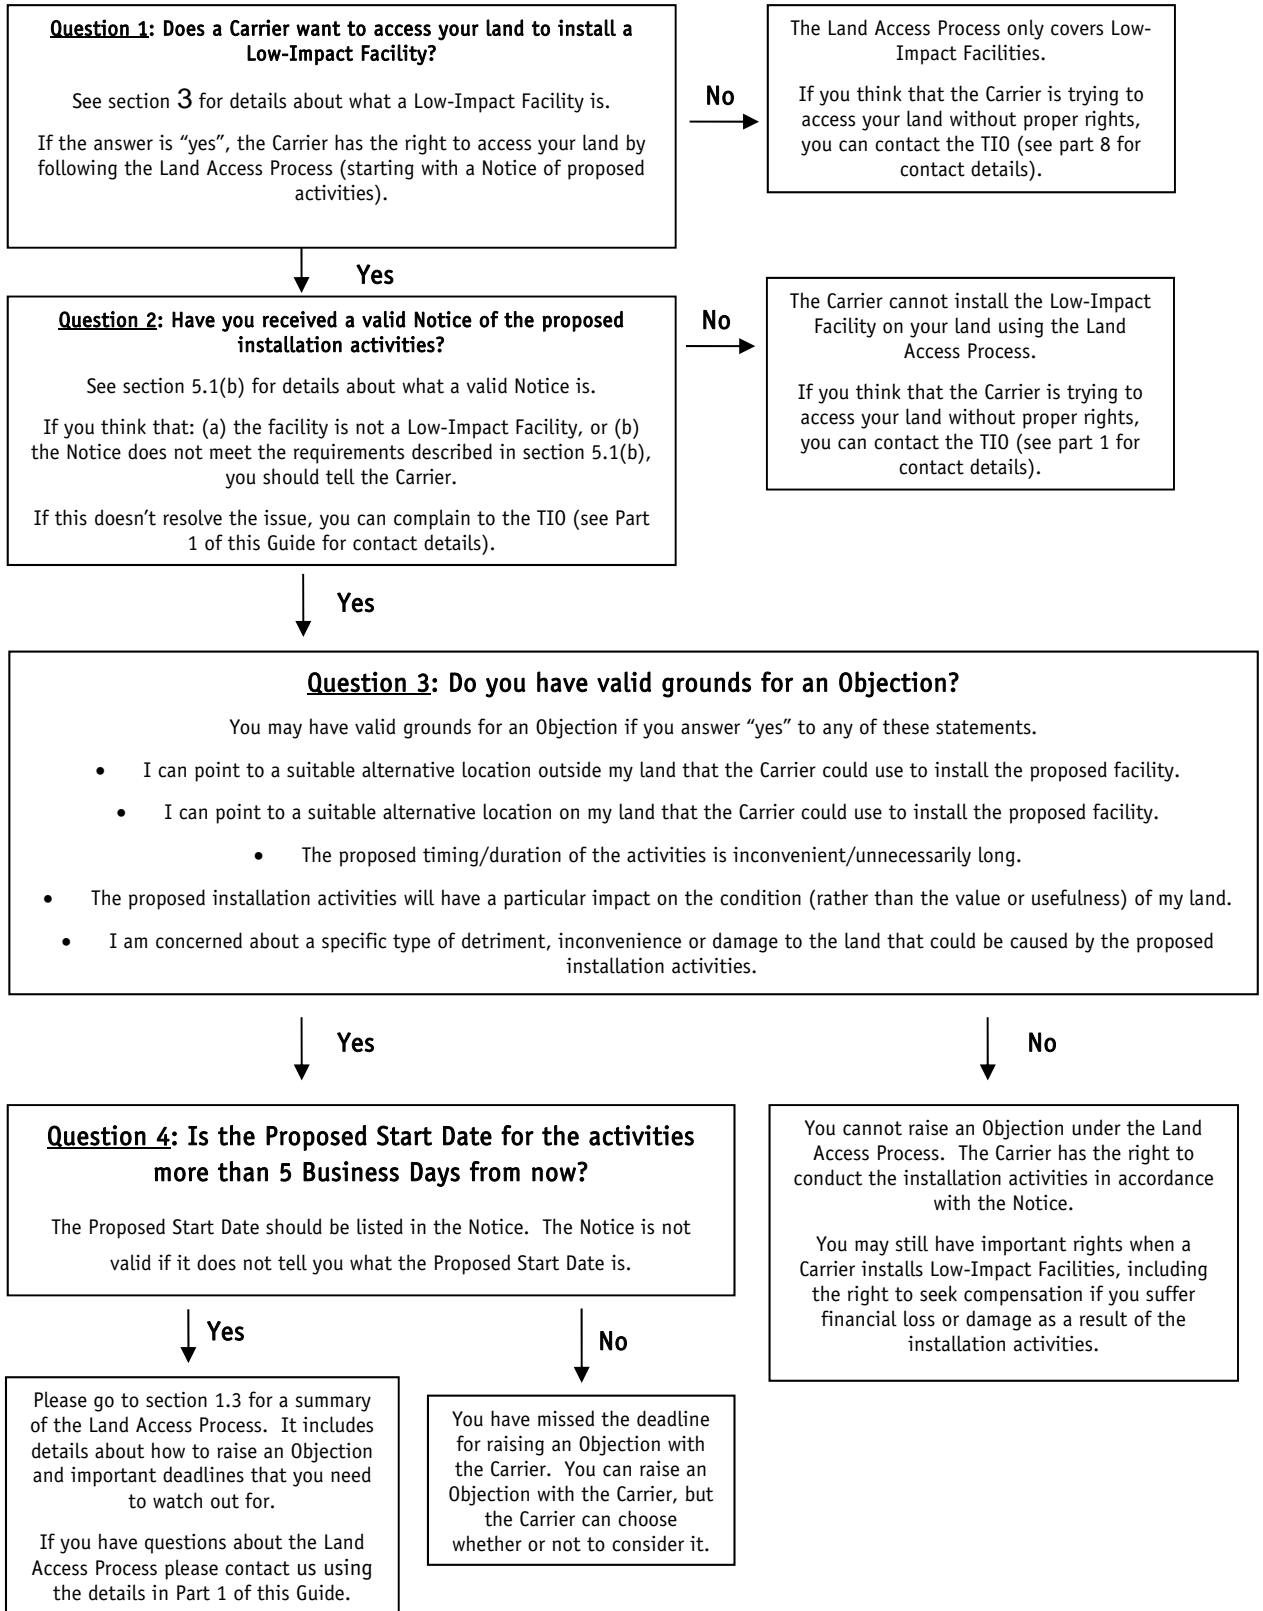 Question 1: Does a Carrier want to access your land to install a
Low-Impact Facility?
See section 3 for details about what a Low-Impact Facility is.
If the answer is “yes”, the Carrier has the right to access your land by
following the Land Access Process (starting with a Notice of proposed
activities).
No
The Land Access Process only covers Low-
Impact Facilities.
If you think that the Carrier is trying to
access your land without proper rights,
you can contact the TIO (see part 8 for
contact details).
Yes
Question 2: Have you received a valid Notice of the proposed
installation activities?
See section 5.1(b) for details about what a valid Notice is.
If you think that: (a) the facility is not a Low-Impact Facility, or (b)
the Notice does not meet the requirements described in section 5.1(b),
you should tell the Carrier.
If this doesn’t resolve the issue, you can complain to the TIO (see Part
1 of this Guide for contact details).
No
The Carrier cannot install the Low-Impact
Facility on your land using the Land
Access Process.
If you think that the Carrier is trying to
access your land without proper rights,
you can contact the TIO (see part 1 for
contact details).
Yes
Question 3: Do you have valid grounds for an Objection?
You may have valid grounds for an Objection if you answer “yes” to any of these statements.
• I can point to a suitable alternative location outside my land that the Carrier could use to install the proposed facility.
• I can point to a suitable alternative location on my land that the Carrier could use to install the proposed facility.
• The proposed timing/duration of the activities is inconvenient/unnecessarily long.
• The proposed installation activities will have a particular impact on the condition (rather than the value or usefulness) of my land.
• I am concerned about a specific type of detriment, inconvenience or damage to the land that could be caused by the proposed
installation activities.
Yes
No
Question 4: Is the Proposed Start Date for the activities
more than 5 Business Days from now?
The Proposed Start Date should be listed in the Notice. The Notice is not
valid if it does not tell you what the Proposed Start Date is.
You cannot raise an Objection under the Land
Access Process. The Carrier has the right to
conduct the installation activities in accordance
with the Notice.
You may still have important rights when a
Carrier installs Low-Impact Facilities, including
the right to seek compensation if you suffer
financial loss or damage as a result of the
installation activities.
Yes
No
Please go to section 1.3 for a summary
of the Land Access Process. It includes
details about how to raise an Objection
and important deadlines that you need
to watch out for.
If you have questions about the Land
Access Process please contact us using
the details in Part 1 of this Guide.
You have missed the deadline
for raising an Objection with
the Carrier. You can raise an
Objection with the Carrier, but
the Carrier can choose
whether or not to consider it.